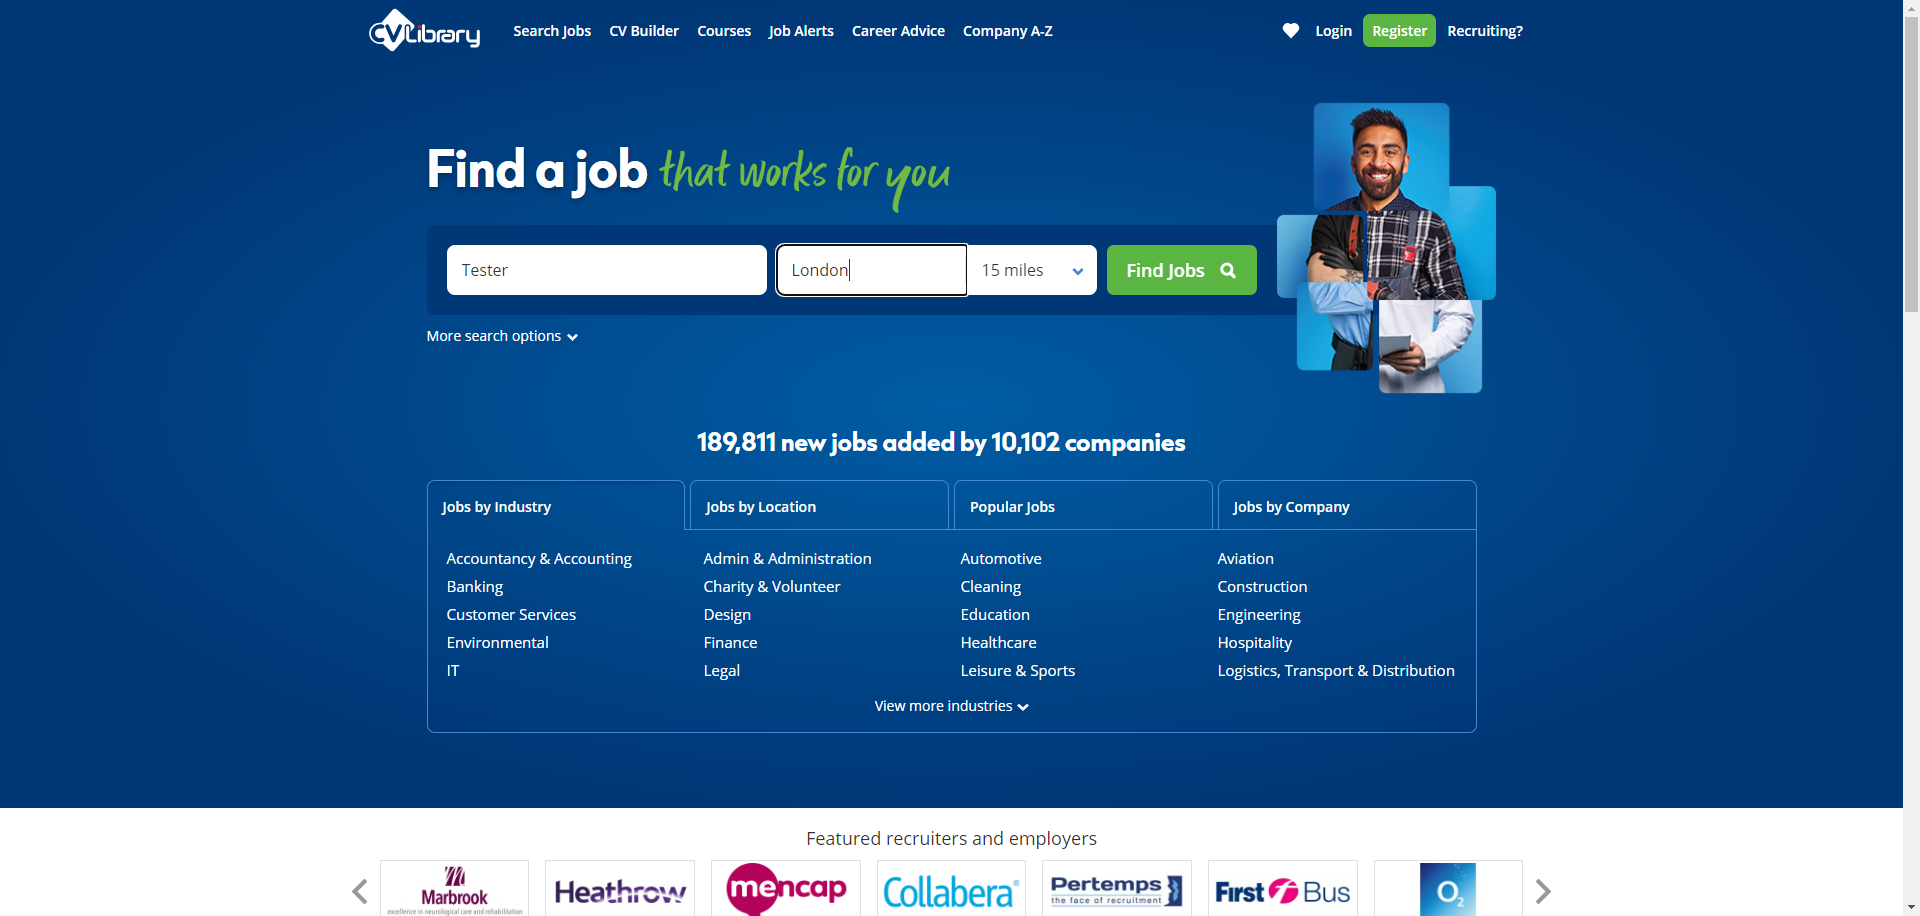 CVLibrary
Search Jobs CV Builder Courses Job Alerts Career Advice Company A-Z
Login Register Recruiting?
Find a job that works for you
Tester London 15 miles Find Jobs
More search options
189,811 new jobs added by 10,102 companies
Jobs by Industry Jobs by Location Popular Jobs Jobs by Company
Accountancy & Accounting Admin & Administration Automotive Aviation
Banking Charity & Volunteer Cleaning Construction
Customer Services Design Education Engineering
Environmental Finance Healthcare Hospitality
IT Legal Leisure & Sports Logistics, Transport & Distribution
View more industries
Featured recruiters and employers
Marbrook
excellence in neurological care and rehabilitation
Heathrow
mencap
Collabera
Pertemps
the face of recruitment
First Bus
O2